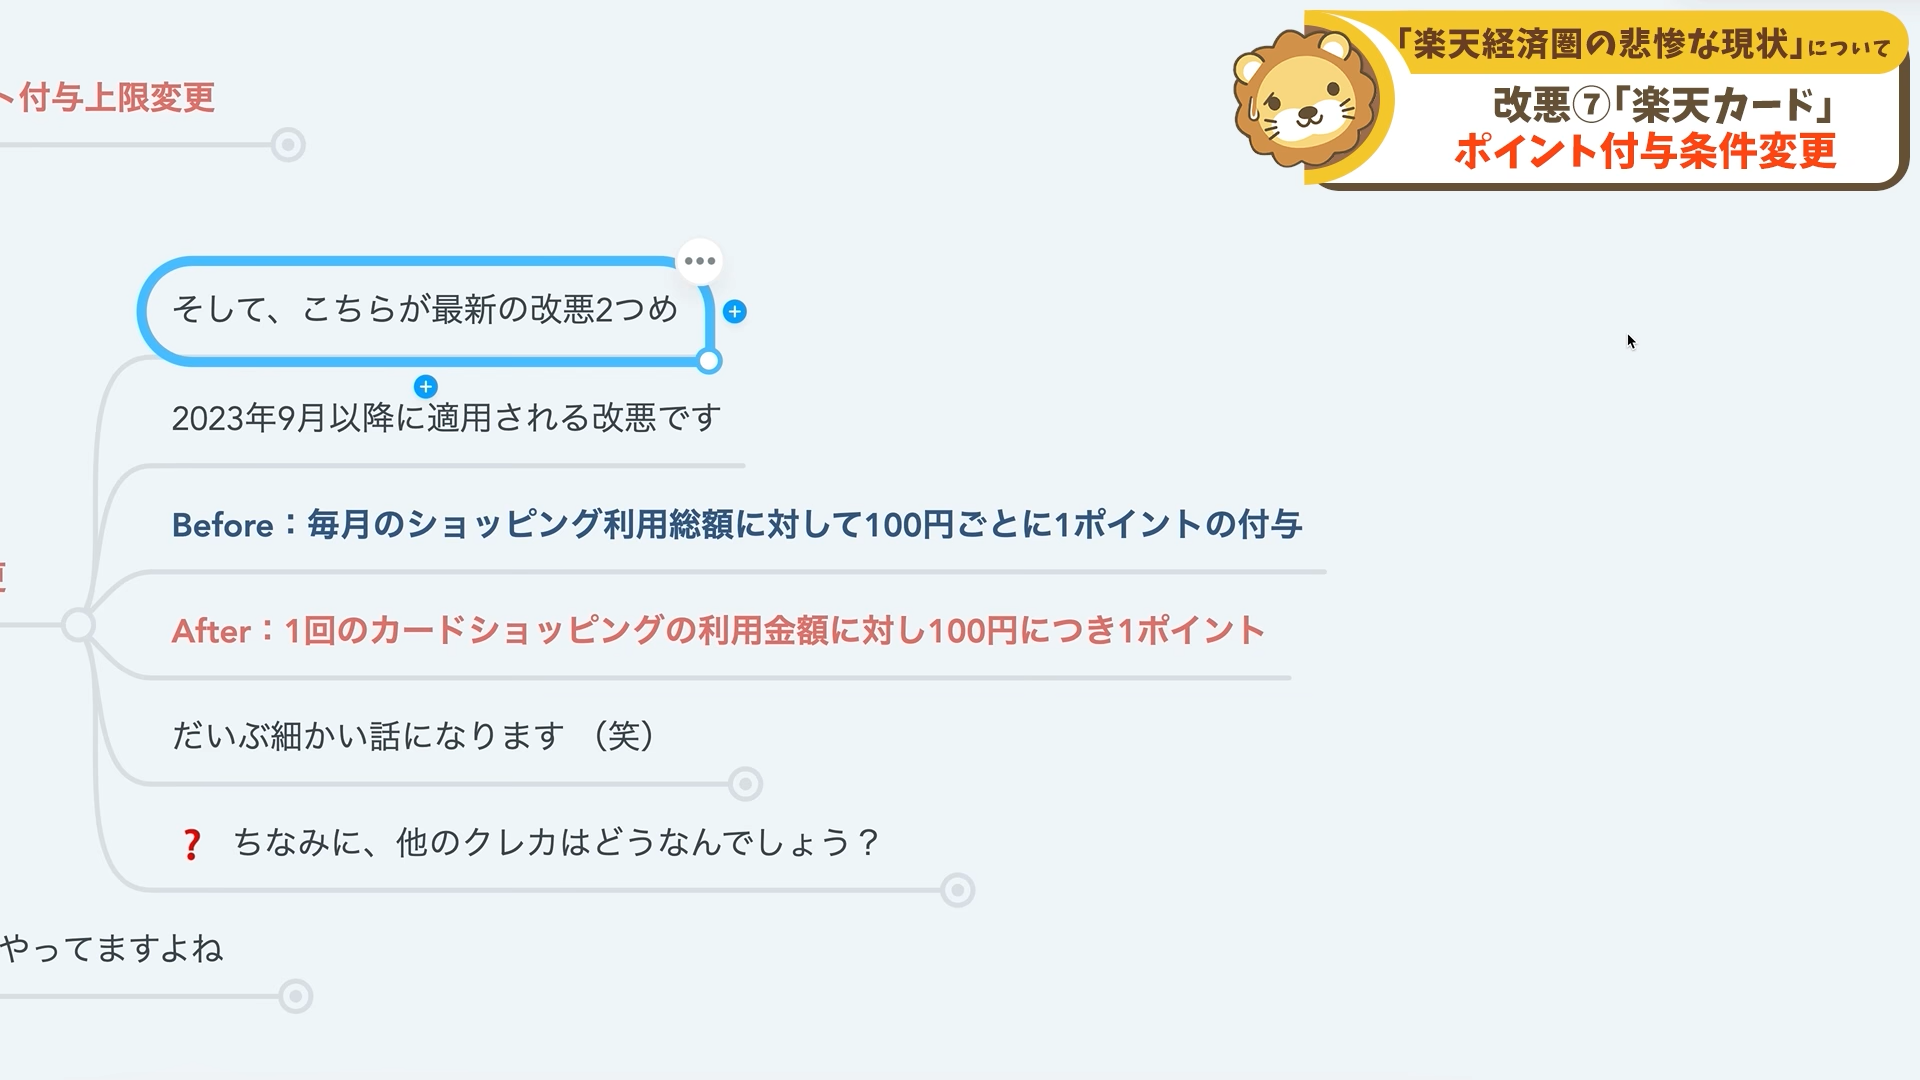 「楽天経済圏の悲惨な現状」について
改悪⑦「楽天カード」
ポイント付与条件変更
ト付与上限変更
そして、こちらが最新の改悪2つめ
2023年9月以降に適用される改悪です
Before：毎月のショッピング利用総額に対して100円ごとに1ポイントの付与
After：1回のカードショッピングの利用金額に対し100円につき1ポイント
だいぶ細かい話になります （笑）
❓ ちなみに、他のクレカはどうなんでしょう？
やってますよね